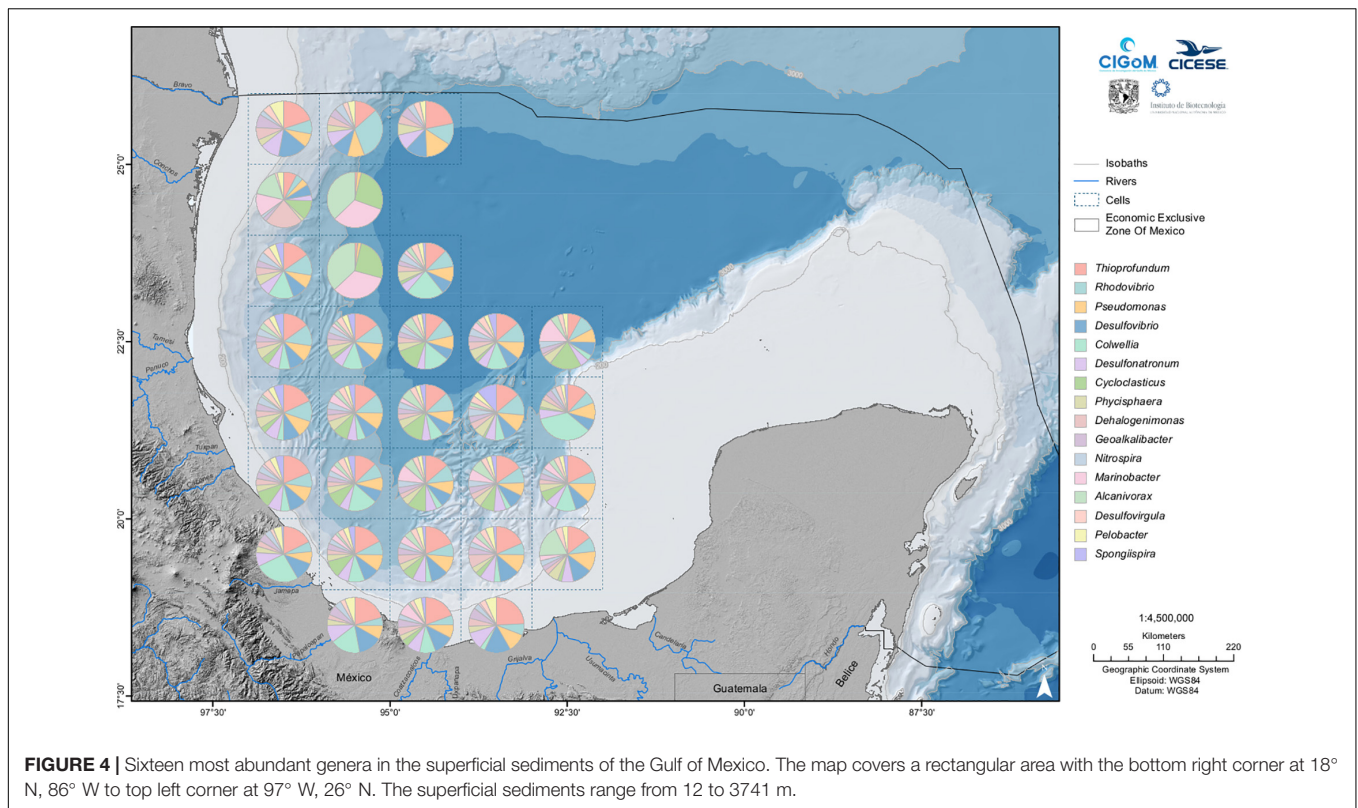 Bravo
Conchos
Tamesí
Panuco
Tuxpan
Jamapa
Papaloapan
Coatzacoalcos
Grijalva
Usumacinta
Candelaria
Hondo
México
Guatemala
Belice
3000
25°0'
22°30'
20°0'
17°30'
97°30'
95°0'
92°30'
90°0'
87°30'
CIGoM
CICESE
Instituto de Biotecnología
Isobaths
Rivers
Cells
Economic Exclusive
Zone Of Mexico
Thioprofundum
Rhodovibrio
Pseudomonas
Desulfovibrio
Colwellia
Desulfonatronum
Cycloclasticus
Phycisphaera
Dehalogenimonas
Geoalkalibacter
Nitrospira
Marinobacter
Alcanivorax
Desulfovirgula
Pelobacter
Spongiispira
1:4,500,000
Kilometers
0 55 110 220
Geographic Coordinate System
Ellipsoid: WGS84
Datum: WGS84
FIGURE 4 | Sixteen most abundant genera in the superficial sediments of the Gulf of Mexico. The map covers a rectangular area with the bottom right corner at 18°
N, 86° W to top left corner at 97° W, 26° N. The superficial sediments range from 12 to 3741 m.